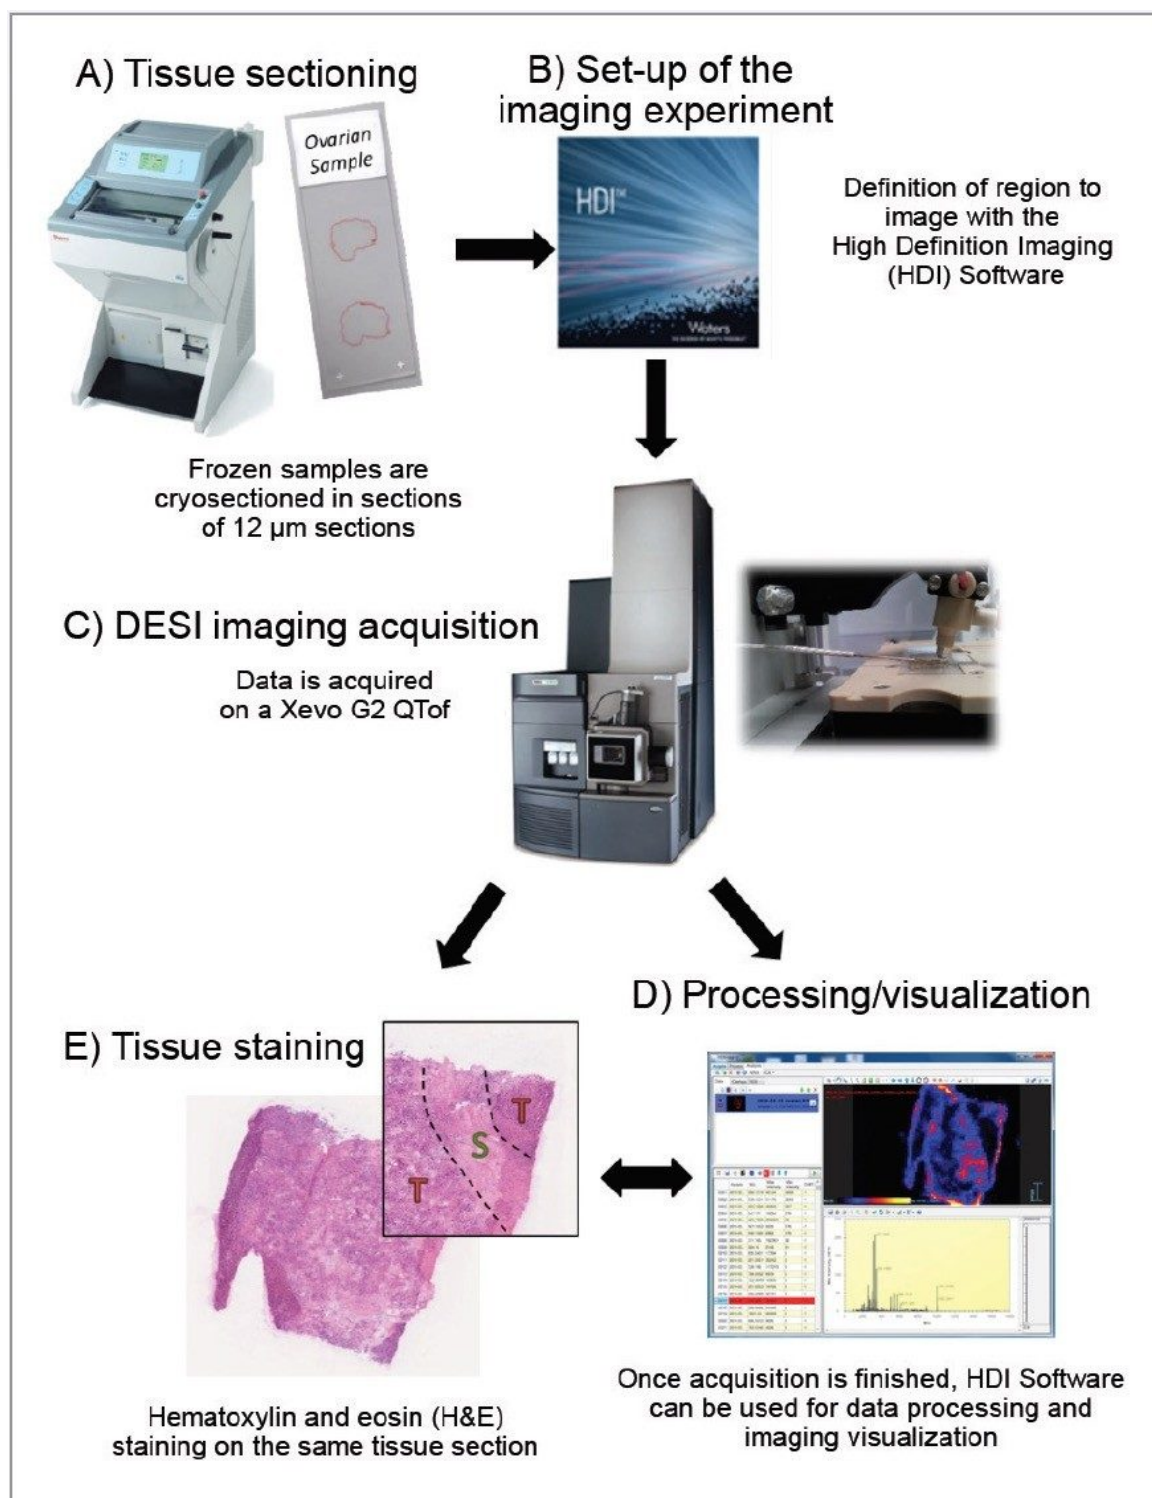 A) Tissue sectioning
Ovarian
Sample
Frozen samples are
cryosectioned in sections
of 12 µm sections
B) Set-up of the
imaging experiment
HDI™
Waters
Definition of region to
image with the
High Definition Imaging
(HDI) Software
C) DESI imaging acquisition
Data is acquired
on a Xevo G2 QTof
D) Processing/visualization
Once acquisition is finished, HDI Software
can be used for data processing and
imaging visualization
E) Tissue staining
T
S
T
Hematoxylin and eosin (H&E)
staining on the same tissue section